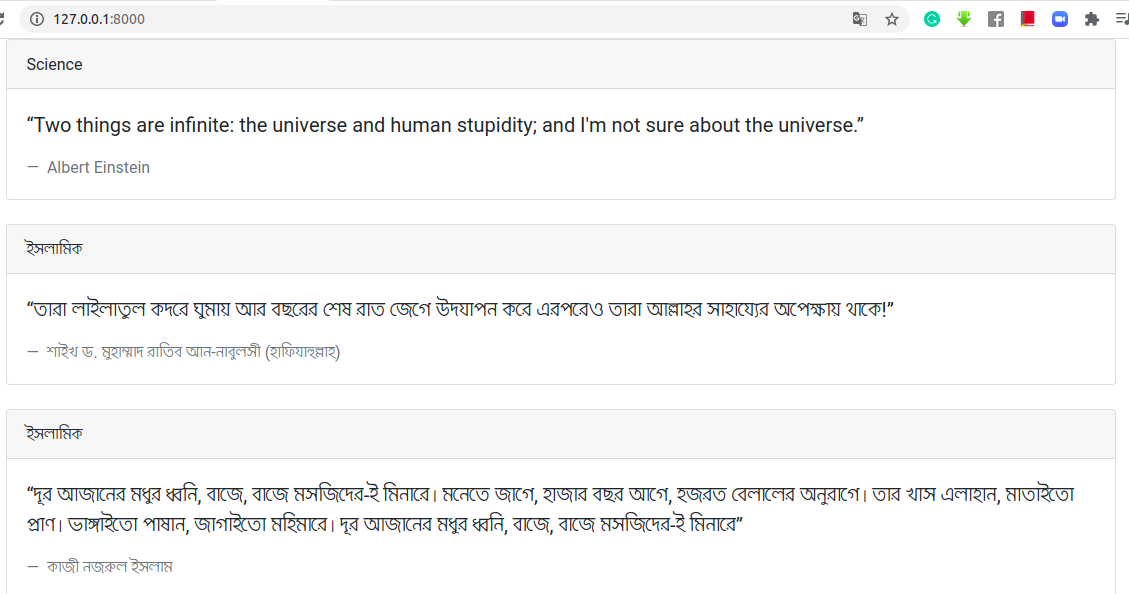 127.0.0.1:8000
Science
“Two things are infinite: the universe and human stupidity; and I'm not sure about the universe.”
— Albert Einstein
ইসলামিক
“তারা লাইলাতুল কদরে ঘুমায় আর বছরের শেষ রাত জেগে উদযাপন করে এরপরেও তারা আল্লাহর সাহায্যের অপেক্ষায় থাকে!”
— শাইখ ড. মুহাম্মাদ রাতিব আন-নাবুলসী (হাফিযাহুল্লাহ)
ইসলামিক
“দূর আজানের মধুর ধ্বনি, বাজে, বাজে মসজিদের-ই মিনারে। মনেতে জাগে, হাজার বছর আগে, হজরত বেলালের অনুরাগে। তার খাস এলাহান, মাতাইতো
প্রাণ। ভাঙ্গাইতো পাষান, জাগাইতো মহিমারে। দূর আজানের মধুর ধ্বনি, বাজে, বাজে মসজিদের-ই মিনারে”
— কাজী নজরুল ইসলাম